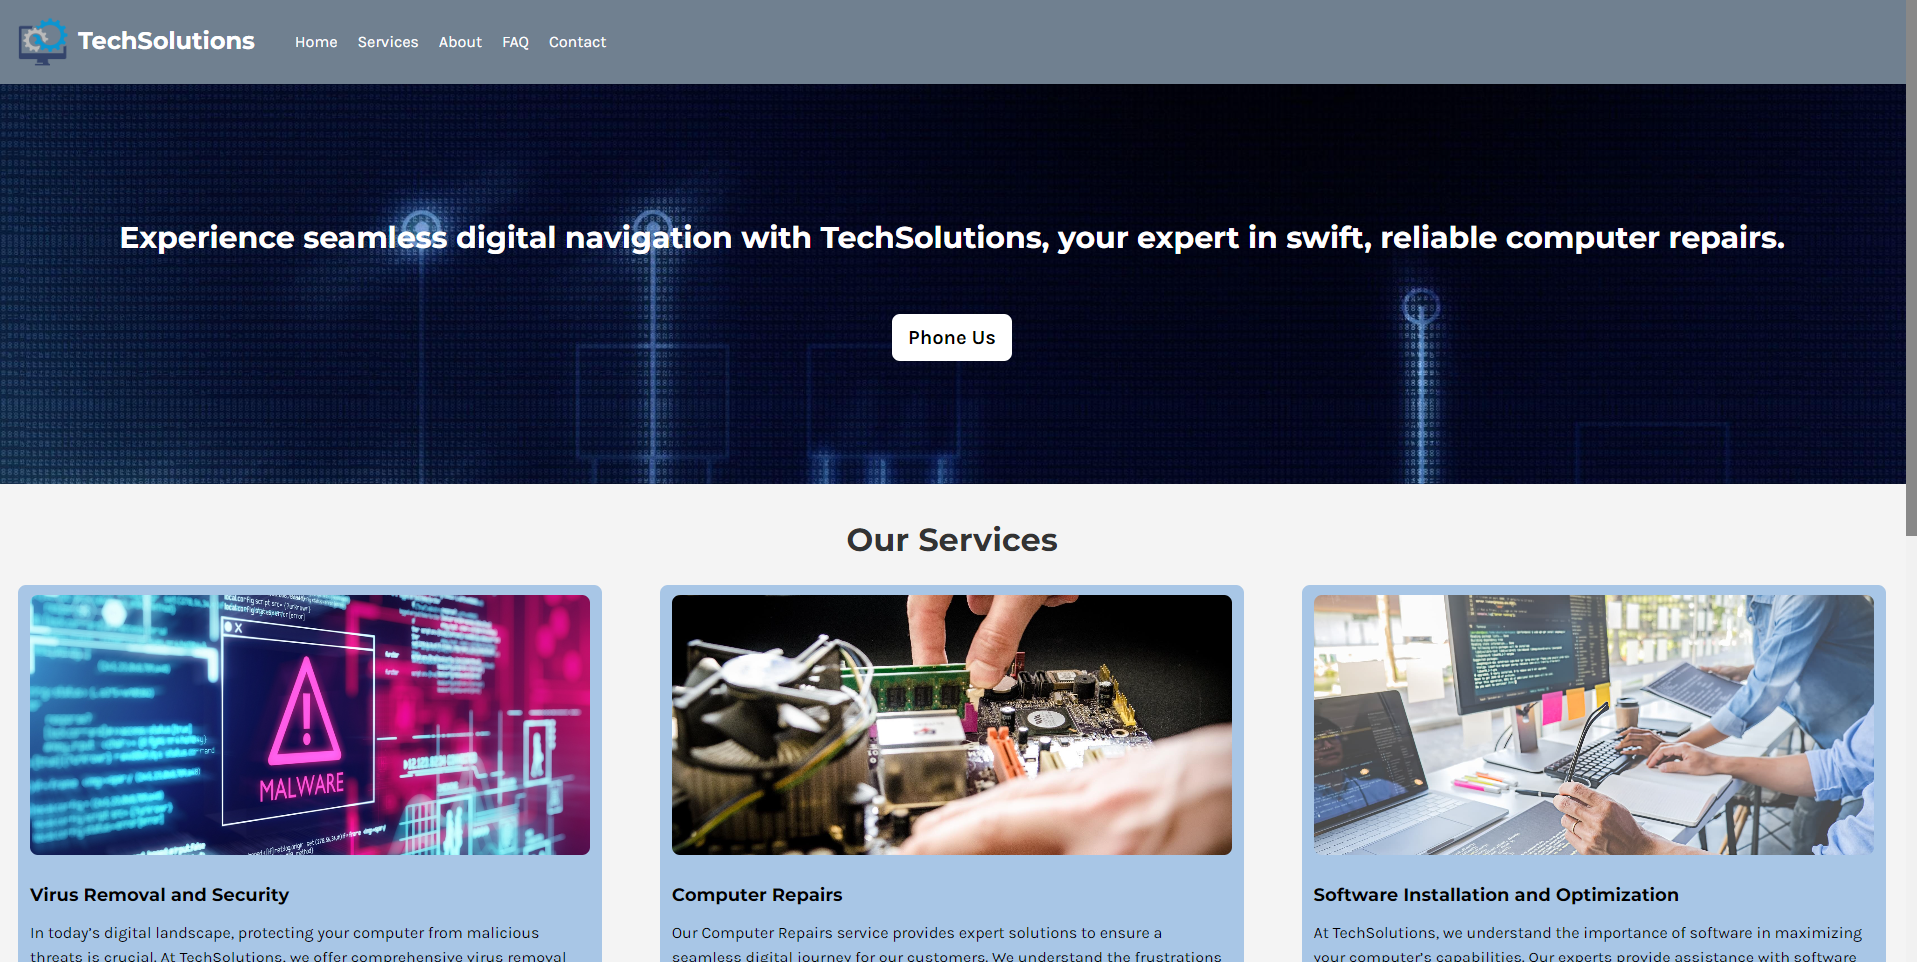 TechSolutions
Home Services About FAQ Contact
Experience seamless digital navigation with TechSolutions, your expert in swift, reliable computer repairs.
Phone Us
Our Services
X
MALWARE
Virus Removal and Security
In today’s digital landscape, protecting your computer from malicious
threats is crucial. At TechSolutions, we offer comprehensive virus removal
Computer Repairs
Our Computer Repairs service provides expert solutions to ensure a
seamless digital journey for our customers. We understand the frustrations
Software Installation and Optimization
At TechSolutions, we understand the importance of software in maximizing
your computer’s capabilities. Our experts provide assistance with software